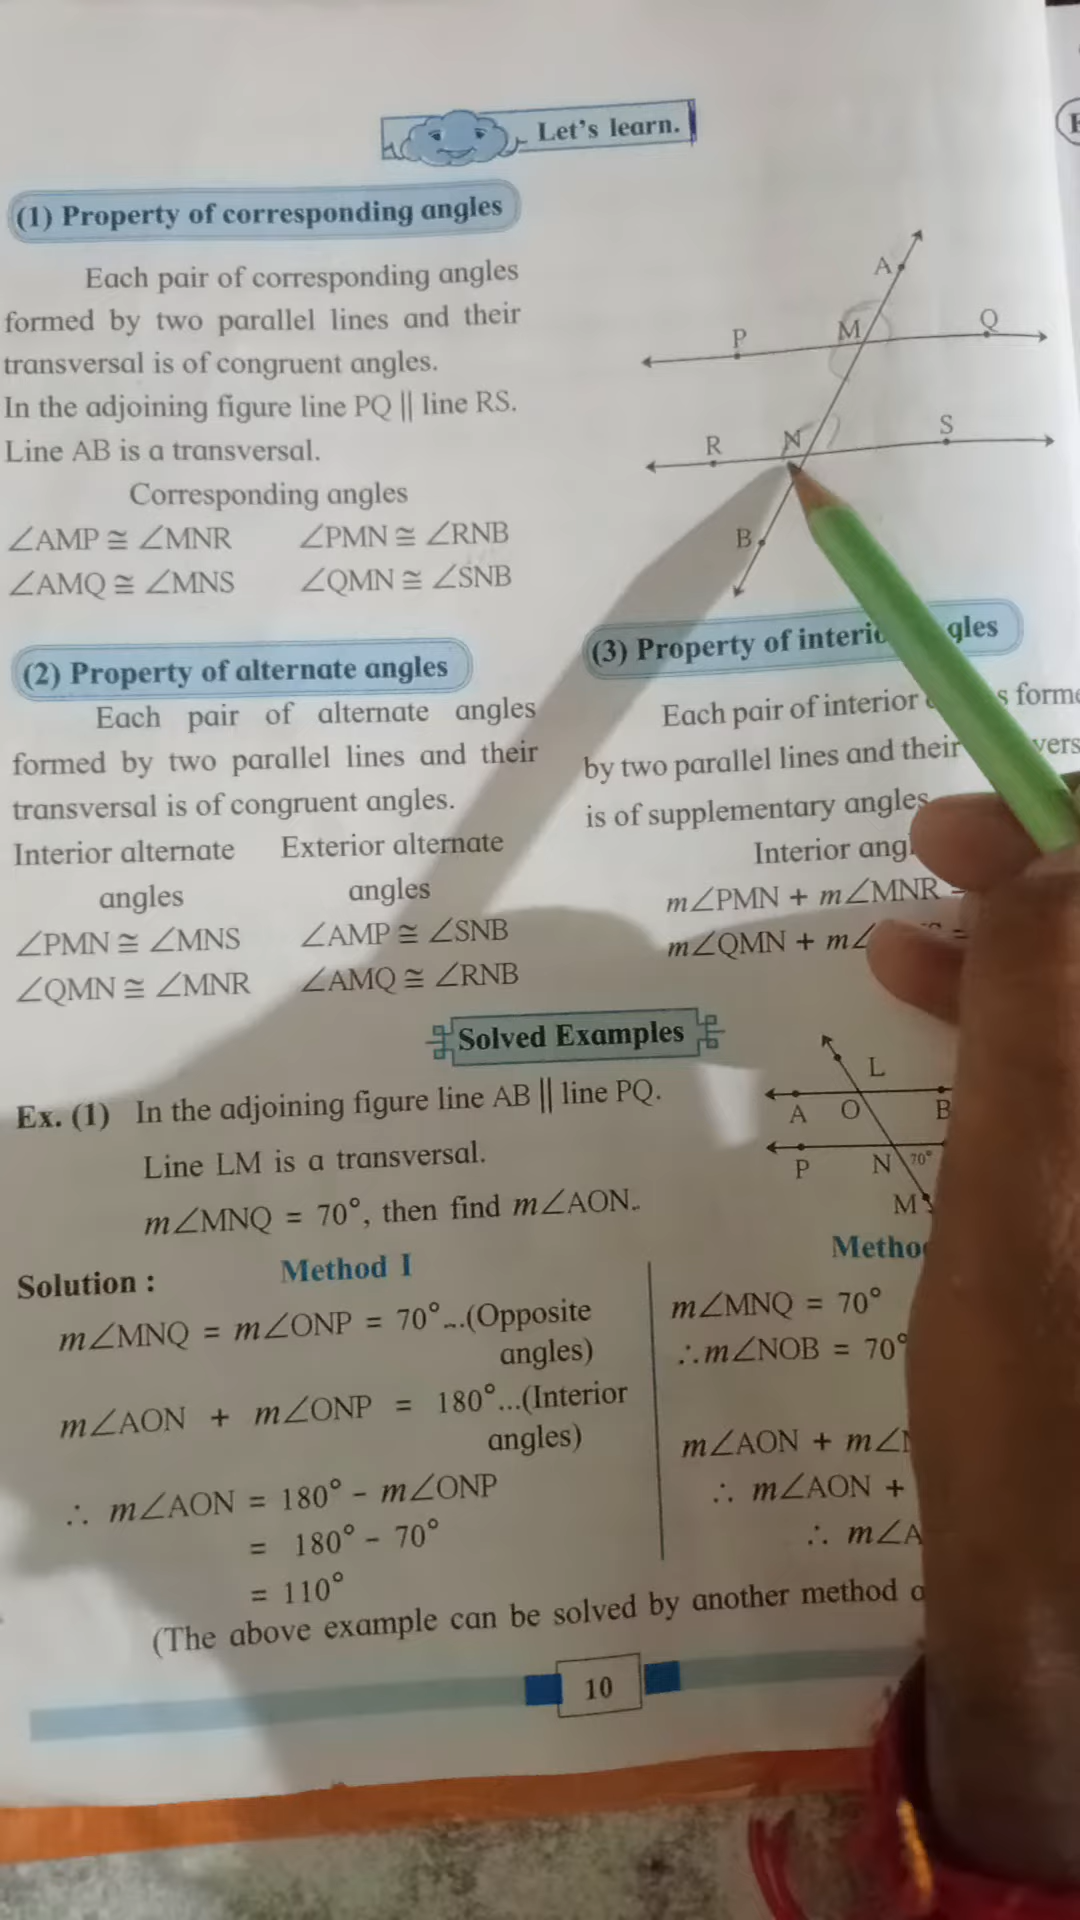 Let's learn.
(1) Property of corresponding angles
Each pair of corresponding angles
formed by two parallel lines and their
transversal is of congruent angles.
In the adjoining figure line PQ || line RS.
Line AB is a transversal.
Corresponding angles
∠AMP ≅ ∠MNR ∠PMN ≅ ∠RNB
∠AMQ ≅ ∠MNS ∠QMN ≅ ∠SNB
A
P M Q
R N S
B
(2) Property of alternate angles
Each pair of alternate angles
formed by two parallel lines and their
transversal is of congruent angles.
Interior alternate Exterior alternate
angles angles
∠PMN ≅ ∠MNS ∠AMP ≅ ∠SNB
∠QMN ≅ ∠MNR ∠AMQ ≅ ∠RNB
(3) Property of
Each pair of interior
by two parallel lines and their
is of supplementary angles
Interior
m∠PMN + m∠MNR =
m∠QMN + m∠ =
Solved Examples
Ex. (1) In the adjoining figure line AB || line PQ.
Line LM is a transversal.
m∠MNQ = 70°, then find m∠AON.
L
A O B
P N 70°
M
Solution :
Method I
m∠MNQ = m∠ONP = 70°...(Opposite
angles)
m∠AON + m∠ONP = 180°...(Interior
angles)
∴ m∠AON = 180° - m∠ONP
= 180° - 70°
= 110°
m∠MNQ = 70°
∴ m∠NOB = 70°
m∠AON + m∠
∴ m∠AON +
∴ m∠A
(The above example can be solved by another method
10